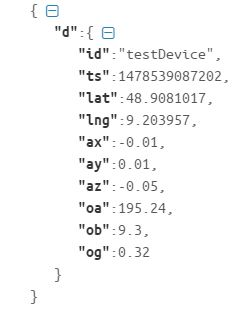 {
"d":{
"id":"testDevice",
"ts":1478539087202,
"lat":48.9081017,
"lng":9.203957,
"ax":-0.01,
"ay":0.01,
"az":-0.05,
"oa":195.24,
"ob":9.3,
"og":0.32
}
}